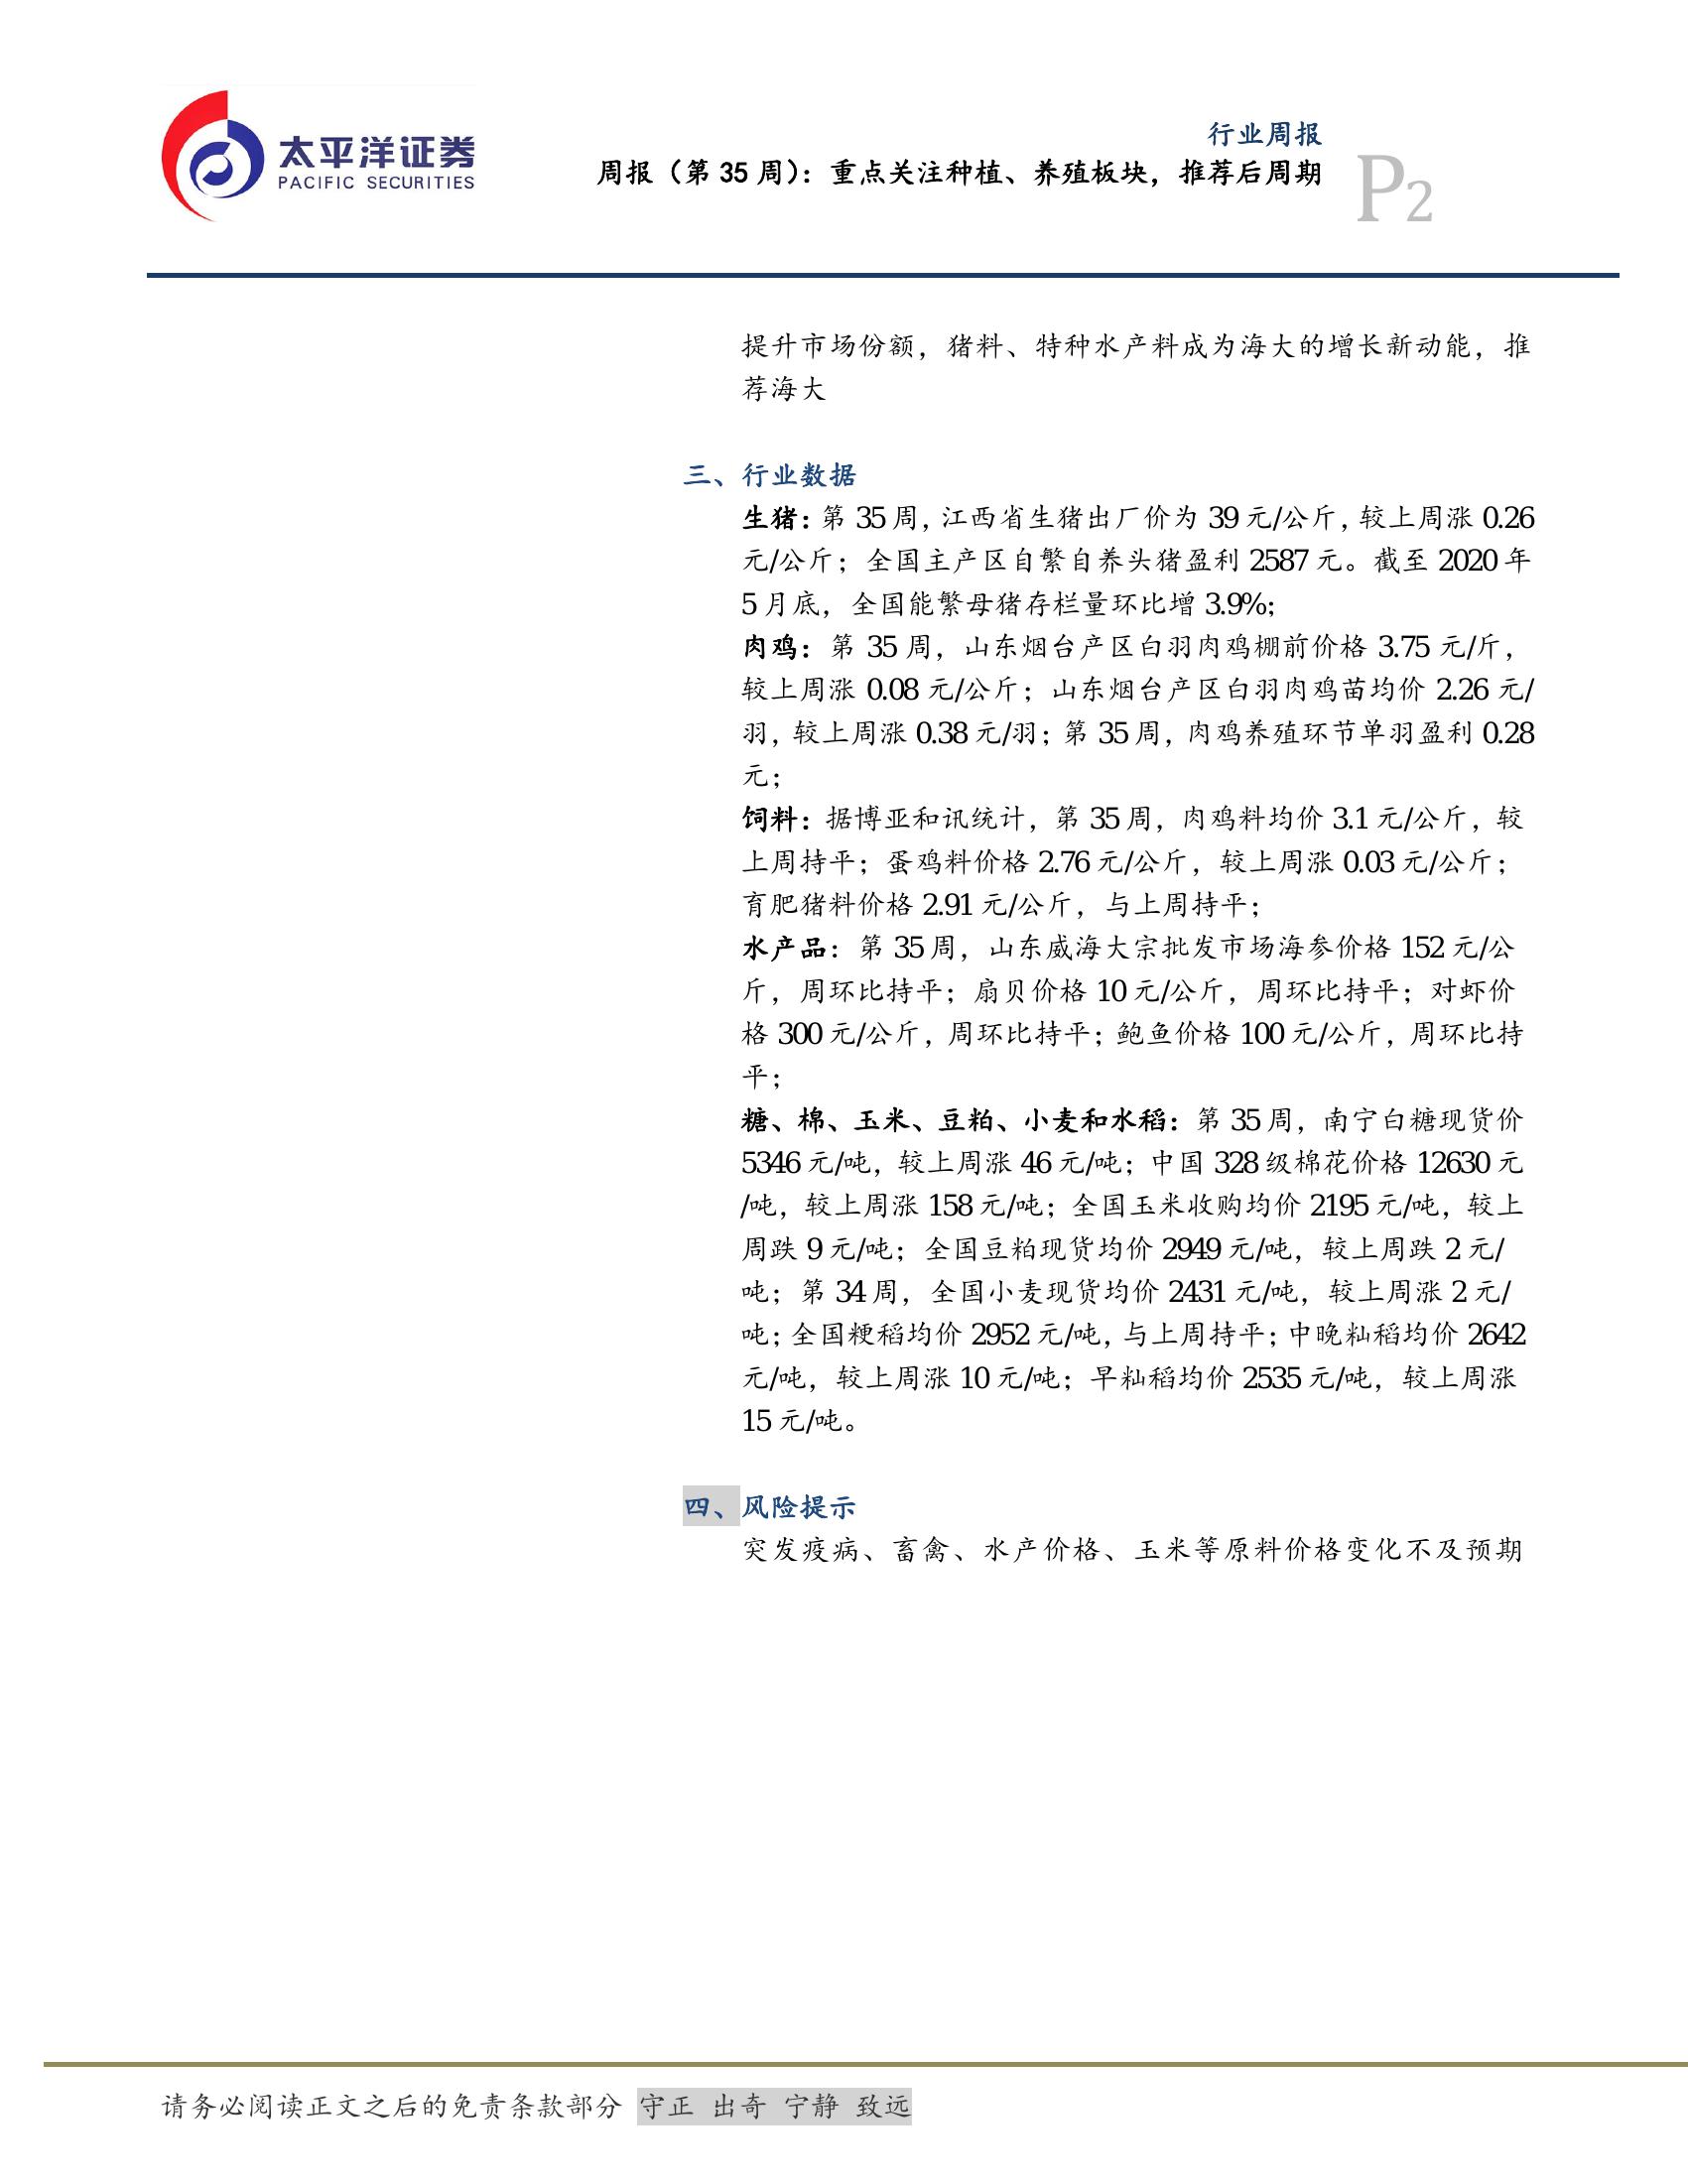 太平洋证券
PACIFIC SECURITIES
行业周报
周报（第 35 周）：重点关注种植、养殖板块，推荐后周期
P2
提升市场份额，猪料、特种水产料成为海大的增长新动能，推
荐海大
三、行业数据
生猪：第 35 周，江西省生猪出厂价为 39 元/公斤，较上周涨 0.26
元/公斤；全国主产区自繁自养头猪盈利 2587 元。截至 2020 年
5 月底，全国能繁母猪存栏量环比增 3.9%；
肉鸡：第 35 周，山东烟台产区白羽肉鸡棚前价格 3.75 元/斤，
较上周涨 0.08 元/公斤；山东烟台产区白羽肉鸡苗均价 2.26 元/
羽，较上周涨 0.38 元/羽；第 35 周，肉鸡养殖环节单羽盈利 0.28
元；
饲料：据博亚和讯统计，第 35 周，肉鸡料均价 3.1 元/公斤，较
上周持平；蛋鸡料价格 2.76 元/公斤，较上周涨 0.03 元/公斤；
育肥猪料价格 2.91 元/公斤，与上周持平；
水产品：第 35 周，山东威海大宗批发市场海参价格 152 元/公
斤，周环比持平；扇贝价格 10 元/公斤，周环比持平；对虾价
格 300 元/公斤，周环比持平；鲍鱼价格 100 元/公斤，周环比持
平；
糖、棉、玉米、豆粕、小麦和水稻：第 35 周，南宁白糖现货价
5346 元/吨，较上周涨 46 元/吨；中国 328 级棉花价格 12630 元
/吨，较上周涨 158 元/吨；全国玉米收购均价 2195 元/吨，较上
周跌 9 元/吨；全国豆粕现货均价 2949 元/吨，较上周跌 2 元/
吨；第 34 周，全国小麦现货均价 2431 元/吨，较上周涨 2 元/
吨；全国粳稻均价 2952 元/吨，与上周持平；中晚籼稻均价 2642
元/吨，较上周涨 10 元/吨；早籼稻均价 2535 元/吨，较上周涨
15 元/吨。
四、风险提示
突发疫病、畜禽、水产价格、玉米等原料价格变化不及预期
请务必阅读正文之后的免责条款部分 守正 出奇 宁静 致远